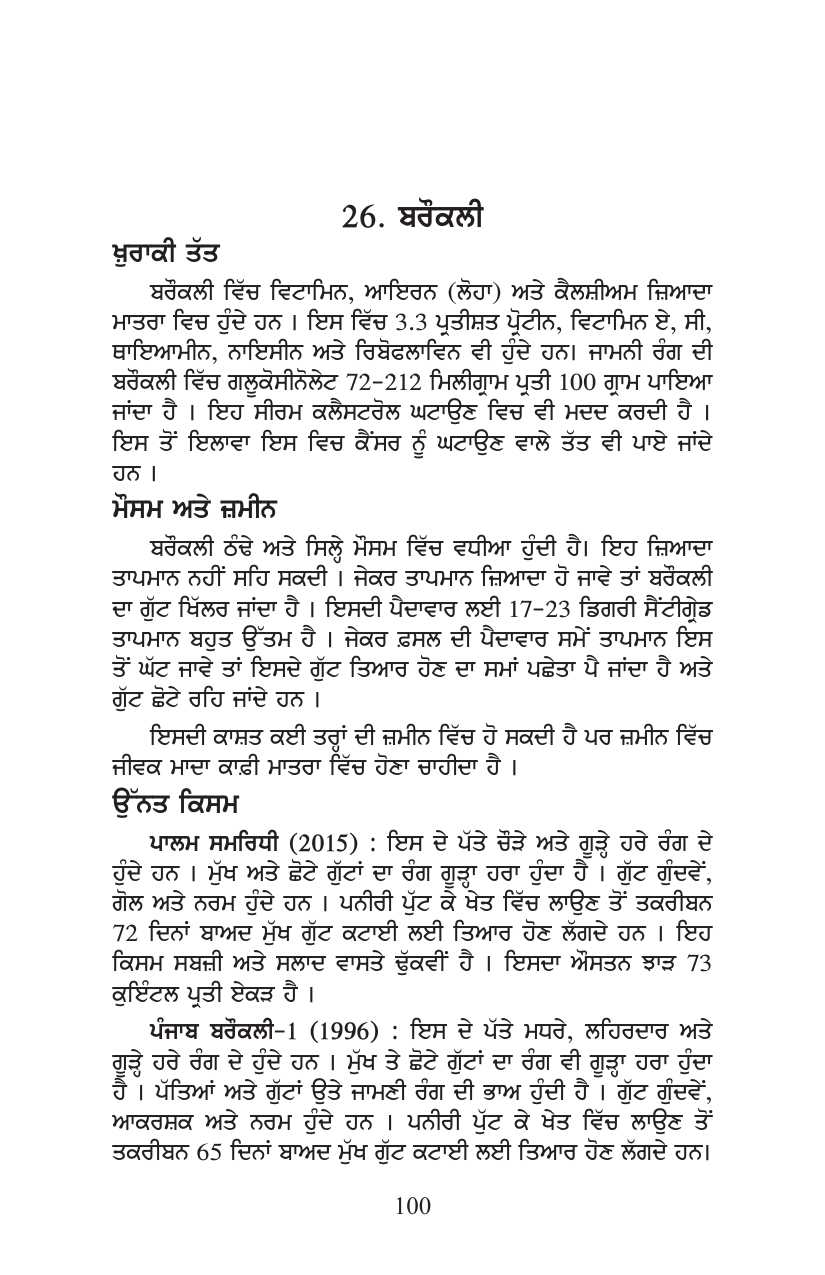 26. ਬਰੌਕਲੀ
ਖ਼ੁਰਾਕੀ ਤੱਤ
ਬਰੌਕਲੀ ਵਿੱਚ ਵਿਟਾਮਿਨ, ਆਇਰਨ (ਲੋਹਾ) ਅਤੇ ਕੈਲਸ਼ੀਅਮ ਜ਼ਿਆਦਾ
ਮਾਤਰਾ ਵਿਚ ਹੁੰਦੇ ਹਨ । ਇਸ ਵਿੱਚ 3.3 ਪ੍ਰਤੀਸ਼ਤ ਪ੍ਰੋਟੀਨ, ਵਿਟਾਮਿਨ ਏ, ਸੀ,
ਥਾਇਆਮੀਨ, ਨਾਇਸੀਨ ਅਤੇ ਰਿਬੋਫਲਾਵਿਨ ਵੀ ਹੁੰਦੇ ਹਨ। ਜਾਮਨੀ ਰੰਗ ਦੀ
ਬਰੌਕਲੀ ਵਿੱਚ ਗਲੂਕੋਸੀਨੋਲੇਟ 72-212 ਮਿਲੀਗ੍ਰਾਮ ਪ੍ਰਤੀ 100 ਗ੍ਰਾਮ ਪਾਇਆ
ਜਾਂਦਾ ਹੈ । ਇਹ ਸੀਰਮ ਕਲੈਸਟਰੋਲ ਘਟਾਉਣ ਵਿਚ ਵੀ ਮਦਦ ਕਰਦੀ ਹੈ ।
ਇਸ ਤੋਂ ਇਲਾਵਾ ਇਸ ਵਿਚ ਕੈਂਸਰ ਨੂੰ ਘਟਾਉਣ ਵਾਲੇ ਤੱਤ ਵੀ ਪਾਏ ਜਾਂਦੇ
ਹਨ ।
ਮੌਸਮ ਅਤੇ ਜ਼ਮੀਨ
ਬਰੌਕਲੀ ਠੰਢੇ ਅਤੇ ਸਿਲ੍ਹੇ ਮੌਸਮ ਵਿੱਚ ਵਧੀਆ ਹੁੰਦੀ ਹੈ। ਇਹ ਜ਼ਿਆਦਾ
ਤਾਪਮਾਨ ਨਹੀਂ ਸਹਿ ਸਕਦੀ । ਜੇਕਰ ਤਾਪਮਾਨ ਜ਼ਿਆਦਾ ਹੋ ਜਾਵੇ ਤਾਂ ਬਰੌਕਲੀ
ਦਾ ਗੁੱਟ ਖਿੱਲਰ ਜਾਂਦਾ ਹੈ । ਇਸਦੀ ਪੈਦਾਵਾਰ ਲਈ 17-23 ਡਿਗਰੀ ਸੈਂਟੀਗ੍ਰੇਡ
ਤਾਪਮਾਨ ਬਹੁਤ ਉੱਤਮ ਹੈ । ਜੇਕਰ ਫ਼ਸਲ ਦੀ ਪੈਦਾਵਾਰ ਸਮੇਂ ਤਾਪਮਾਨ ਇਸ
ਤੋਂ ਘੱਟ ਜਾਵੇ ਤਾਂ ਇਸਦੇ ਗੁੱਟ ਤਿਆਰ ਹੋਣ ਦਾ ਸਮਾਂ ਪਛੇਤਾ ਪੈ ਜਾਂਦਾ ਹੈ ਅਤੇ
ਗੁੱਟ ਛੋਟੇ ਰਹਿ ਜਾਂਦੇ ਹਨ ।
ਇਸਦੀ ਕਾਸ਼ਤ ਕਈ ਤਰ੍ਹਾਂ ਦੀ ਜ਼ਮੀਨ ਵਿੱਚ ਹੋ ਸਕਦੀ ਹੈ ਪਰ ਜ਼ਮੀਨ ਵਿੱਚ
ਜੀਵਕ ਮਾਦਾ ਕਾਫ਼ੀ ਮਾਤਰਾ ਵਿੱਚ ਹੋਣਾ ਚਾਹੀਦਾ ਹੈ ।
ਉੱਨਤ ਕਿਸਮ
ਪਾਲਮ ਸਮਰਿਧੀ (2015) : ਇਸ ਦੇ ਪੱਤੇ ਚੌੜੇ ਅਤੇ ਗੂੜ੍ਹੇ ਹਰੇ ਰੰਗ ਦੇ
ਹੁੰਦੇ ਹਨ । ਮੁੱਖ ਅਤੇ ਛੋਟੇ ਗੁੱਟਾਂ ਦਾ ਰੰਗ ਗੂੜ੍ਹਾ ਹਰਾ ਹੁੰਦਾ ਹੈ । ਗੁੱਟ ਗੁੰਦਵੇਂ,
ਗੋਲ ਅਤੇ ਨਰਮ ਹੁੰਦੇ ਹਨ । ਪਨੀਰੀ ਪੁੱਟ ਕੇ ਖੇਤ ਵਿੱਚ ਲਾਉਣ ਤੋਂ ਤਕਰੀਬਨ
72 ਦਿਨਾਂ ਬਾਅਦ ਮੁੱਖ ਗੁੱਟ ਕਟਾਈ ਲਈ ਤਿਆਰ ਹੋਣ ਲੱਗਦੇ ਹਨ । ਇਹ
ਕਿਸਮ ਸਬਜ਼ੀ ਅਤੇ ਸਲਾਦ ਵਾਸਤੇ ਢੁੱਕਵੀਂ ਹੈ । ਇਸਦਾ ਔਸਤਨ ਝਾੜ 73
ਕੁਇੰਟਲ ਪ੍ਰਤੀ ਏਕੜ ਹੈ ।
ਪੰਜਾਬ ਬਰੌਕਲੀ-1 (1996) : ਇਸ ਦੇ ਪੱਤੇ ਮਧਰੇ, ਲਹਿਰਦਾਰ ਅਤੇ
ਗੂੜ੍ਹੇ ਹਰੇ ਰੰਗ ਦੇ ਹੁੰਦੇ ਹਨ । ਮੁੱਖ ਤੇ ਛੋਟੇ ਗੁੱਟਾਂ ਦਾ ਰੰਗ ਵੀ ਗੂੜ੍ਹਾ ਹਰਾ ਹੁੰਦਾ
ਹੈ । ਪੱਤਿਆਂ ਅਤੇ ਗੁੱਟਾਂ ਉਤੇ ਜਾਮਣੀ ਰੰਗ ਦੀ ਭਾਅ ਹੁੰਦੀ ਹੈ । ਗੁੱਟ ਗੁੰਦਵੇਂ,
ਆਕਰਸ਼ਕ ਅਤੇ ਨਰਮ ਹੁੰਦੇ ਹਨ । ਪਨੀਰੀ ਪੁੱਟ ਕੇ ਖੇਤ ਵਿੱਚ ਲਾਉਣ ਤੋਂ
ਤਕਰੀਬਨ 65 ਦਿਨਾਂ ਬਾਅਦ ਮੁੱਖ ਗੁੱਟ ਕਟਾਈ ਲਈ ਤਿਆਰ ਹੋਣ ਲੱਗਦੇ ਹਨ।
100